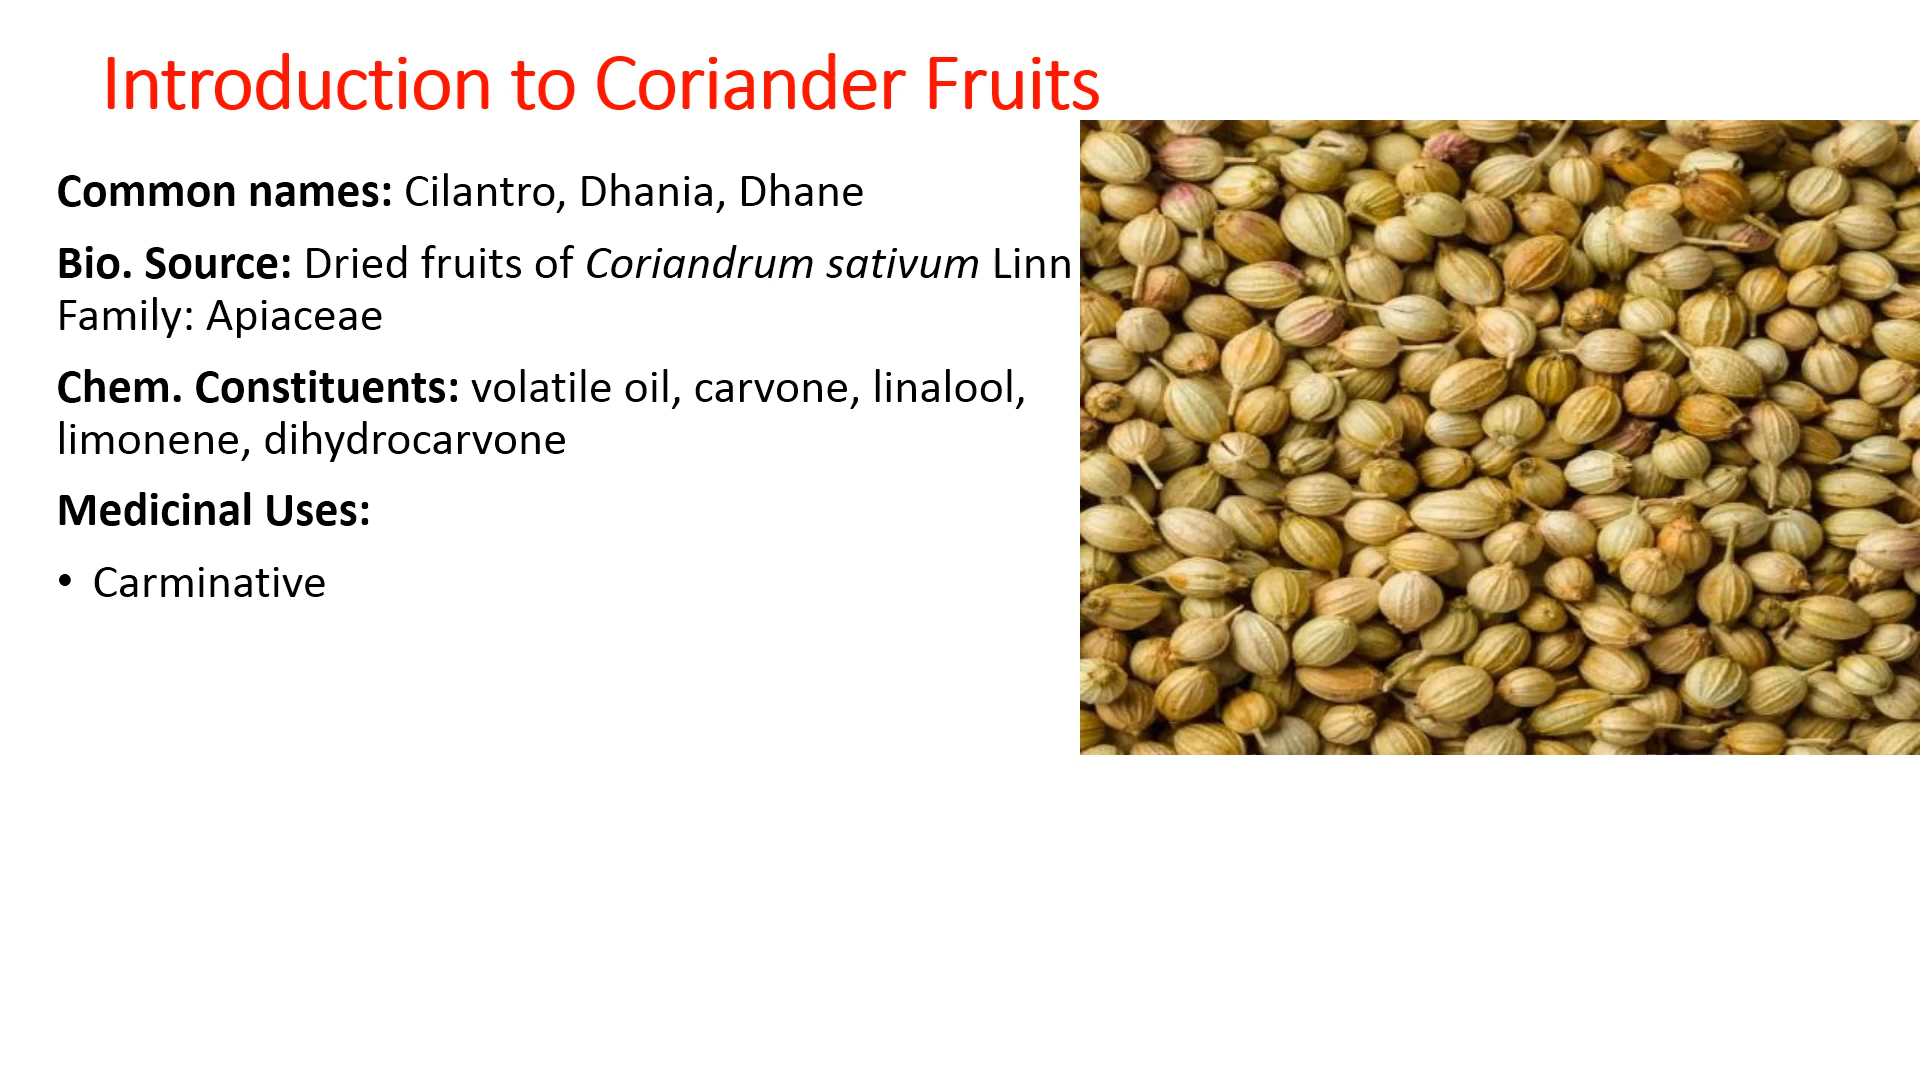 Introduction to Coriander Fruits
Common names: Cilantro, Dhania, Dhane
Bio. Source: Dried fruits of Coriandrum sativum Linn
Family: Apiaceae
Chem. Constituents: volatile oil, carvone, linalool,
limonene, dihydrocarvone
Medicinal Uses:
• Carminative